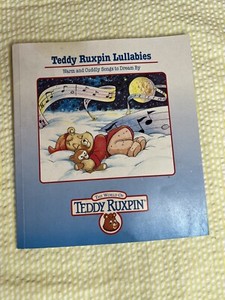 Teddy Ruxpin Lullabies
Warm and Cuddly Songs to Dream By
THE WORLD OF
TEDDY RUXPIN